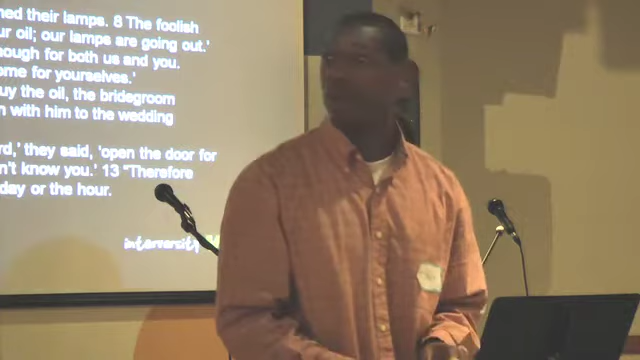 ned their lamps. 8 The foolish
ur oil; our lamps are going out.'
nough for both us and you.
ome for yourselves.'
uy the oil, the bridegroom
n with him to the wedding
rd,' they said, 'open the door for
n't know you.' 13 "Therefore
day or the hour.
intervarsity